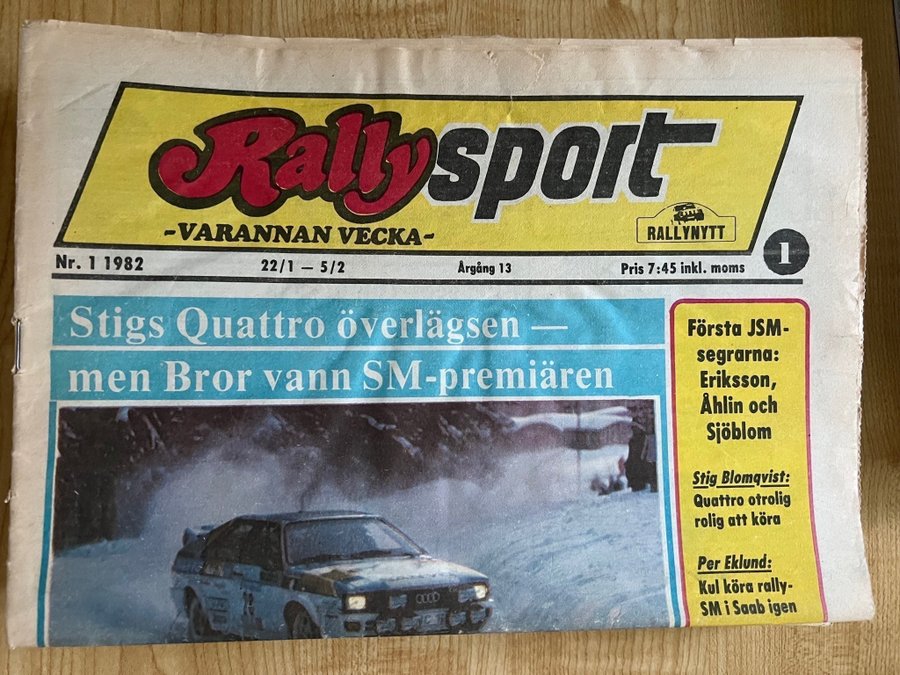 Rallysport
-VARANNAN VECKA-
RALLYNYTT
Nr. 1 1982 22/1 — 5/2 Årgång 13 Pris 7:45 inkl. moms 1
Stigs Quattro överlägsen —
men Bror vann SM-premiären
Första JSM-
segrarna:
Eriksson,
Åhlin och
Sjöblom
Stig Blomqvist:
Quattro otrolig
rolig att köra
Per Eklund:
Kul köra rally-
SM i Saab igen